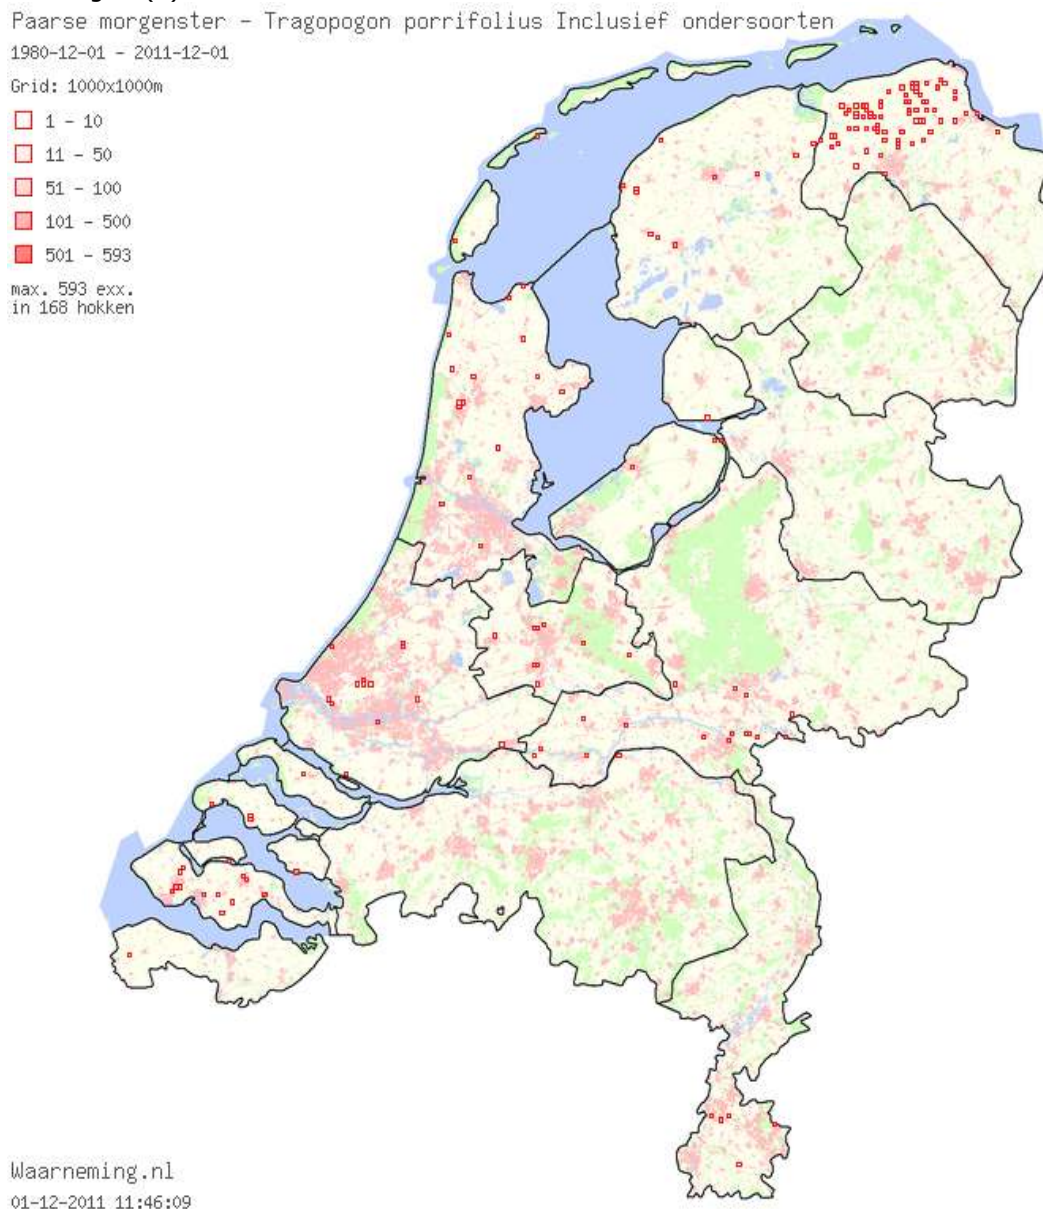 Paarse morgenster - Tragopogon porrifolius Inclusief ondersoorten
1980-12-01 - 2011-12-01
Grid: 1000x1000m
1 - 10
11 - 50
51 - 100
101 - 500
501 - 593
max. 593 exx.
in 168 hokken
Waarneming.nl
01-12-2011 11:46:09